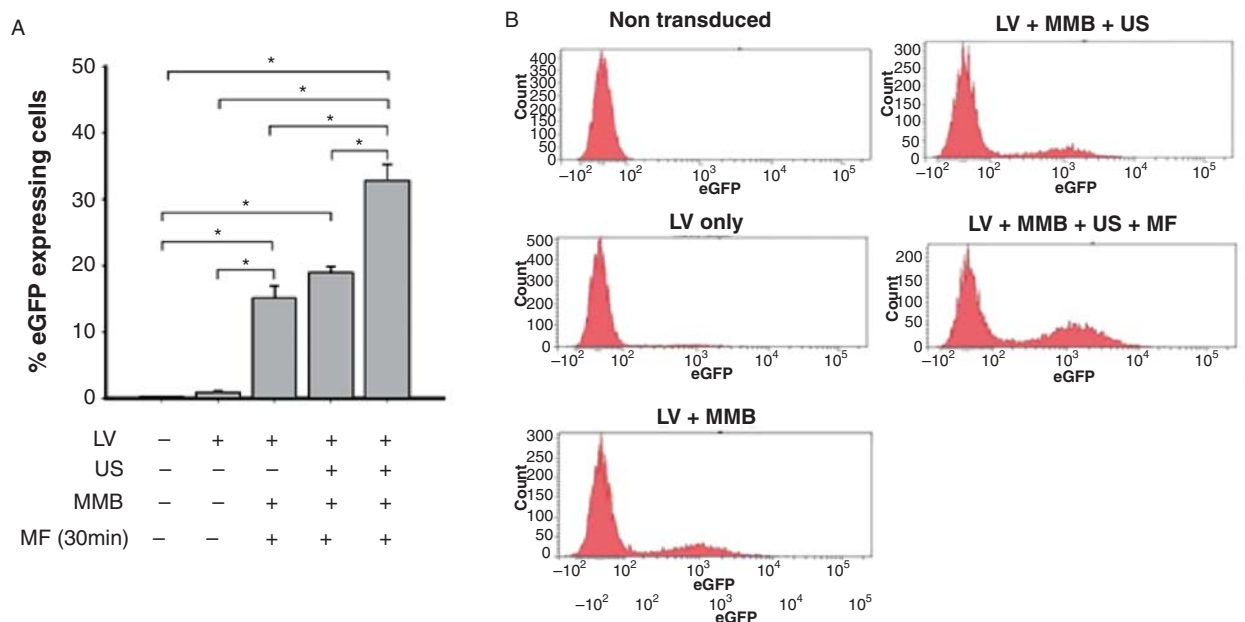 A
% eGFP expressing cells
50
40
30
20
10
0
*
*
*
*
*
*
*
LV – + + + +
US – – – + +
MMB – – + + +
MF (30min) – – + + +
B
Non transduced
Count
400
350
300
250
200
150
100
50
0
–10² 10² 10³ 10⁴ 10⁵
eGFP
LV + MMB + US
Count
300
250
200
150
100
50
0
–10² 10² 10³ 10⁴ 10⁵
eGFP
LV only
Count
500
400
300
200
100
0
–10² 10² 10³ 10⁴ 10⁵
eGFP
LV + MMB + US + MF
Count
200
150
100
50
0
–10² 10² 10³ 10⁴ 10⁵
eGFP
LV + MMB
Count
300
250
200
150
100
50
0
–10² 10² 10³ 10⁴ 10⁵
eGFP
–10² 10² 10³ 10⁴ 10⁵
eGFP